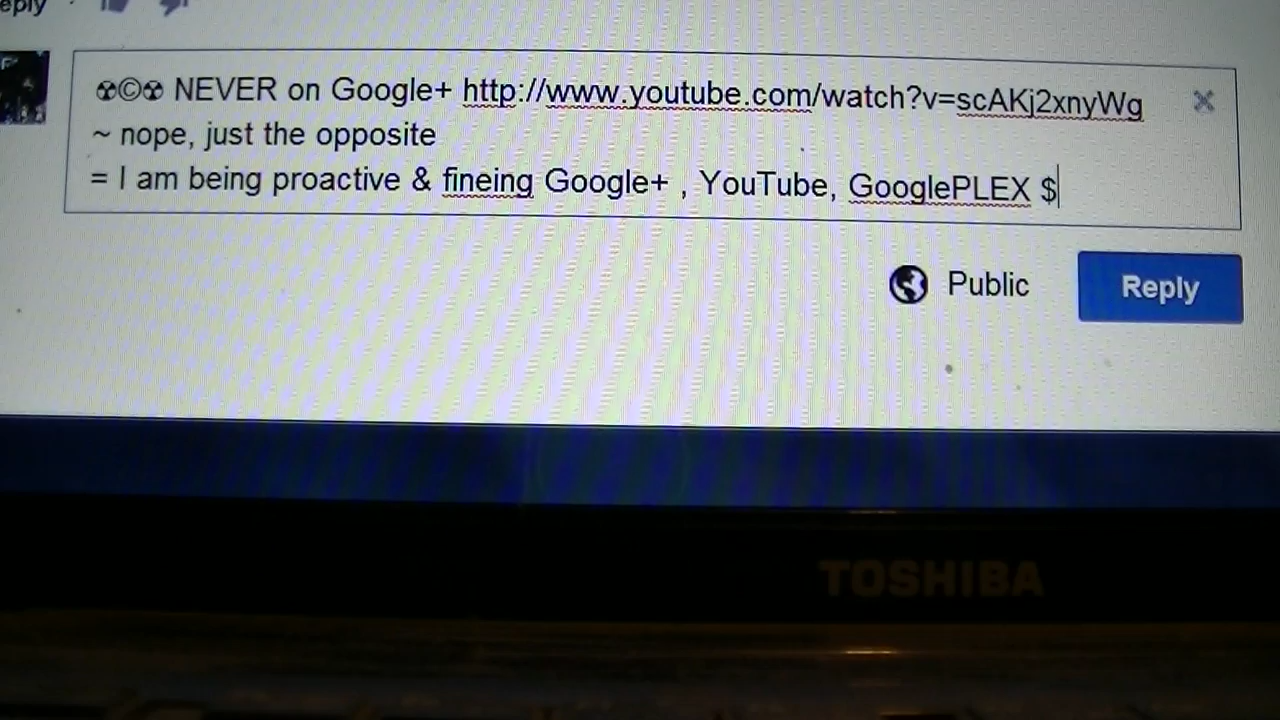 eply
☢©☢ NEVER on Google+ http://www.youtube.com/watch?v=scAKj2xnyWg
~ nope, just the opposite
= I am being proactive & fineing Google+ , YouTube, GooglePLEX $
Public
Reply
TOSHIBA